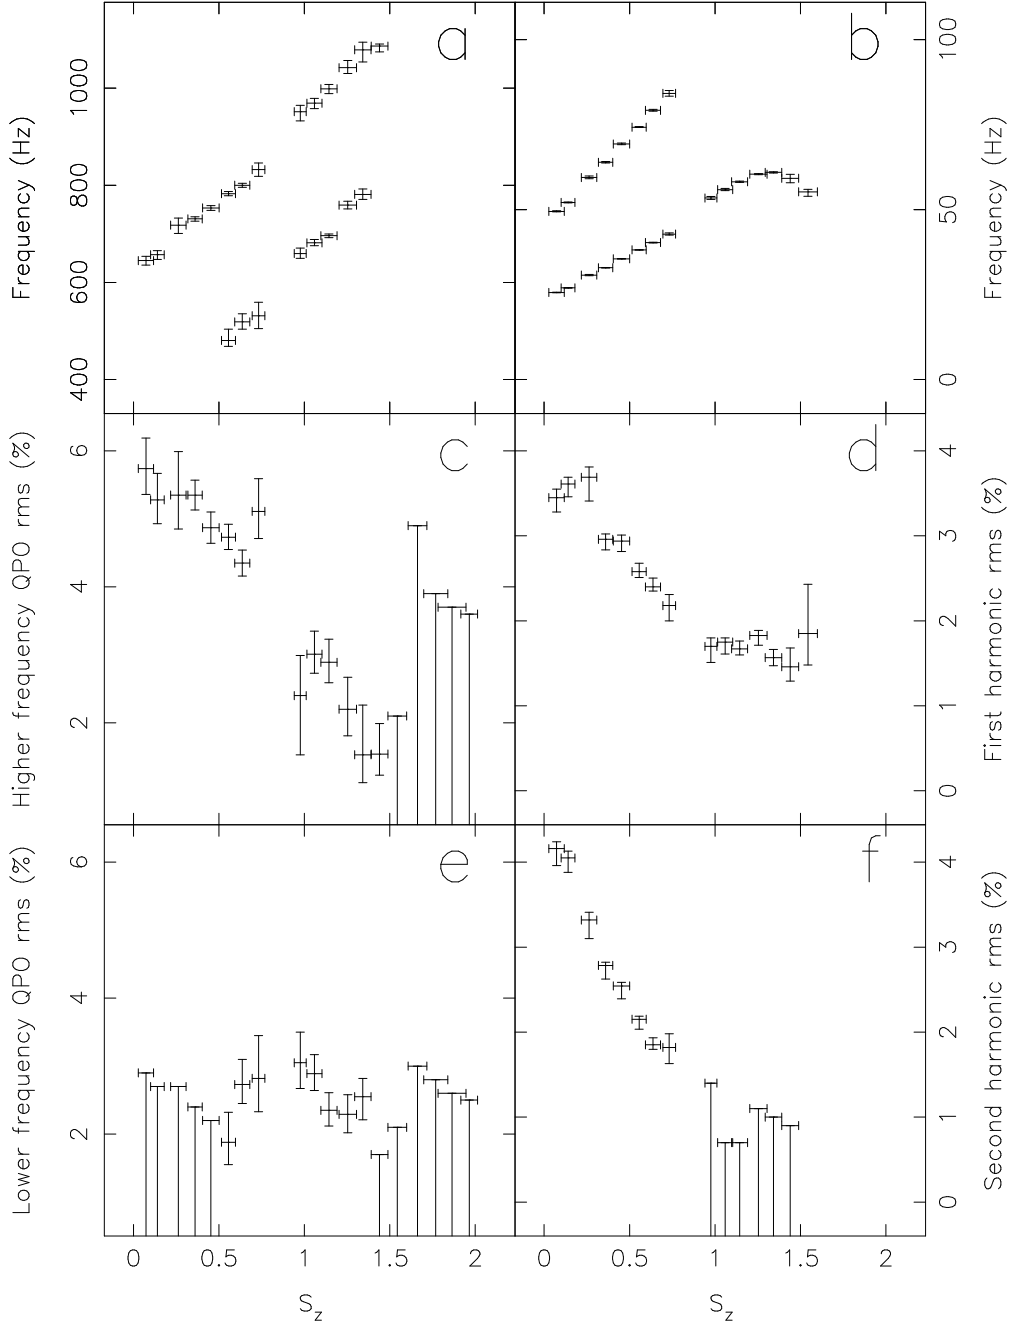 a
b
Frequency (Hz)
400 600 800 1000
0 50 100
Frequency (Hz)
c
d
Higher frequency QPO rms (%)
2 4 6
0 1 2 3 4
First harmonic rms (%)
e
f
Lower frequency QPO rms (%)
2 4 6
0 1 2 3 4
Second harmonic rms (%)
0 0.5 1 1.5 2
0 0.5 1 1.5 2
Sz
Sz